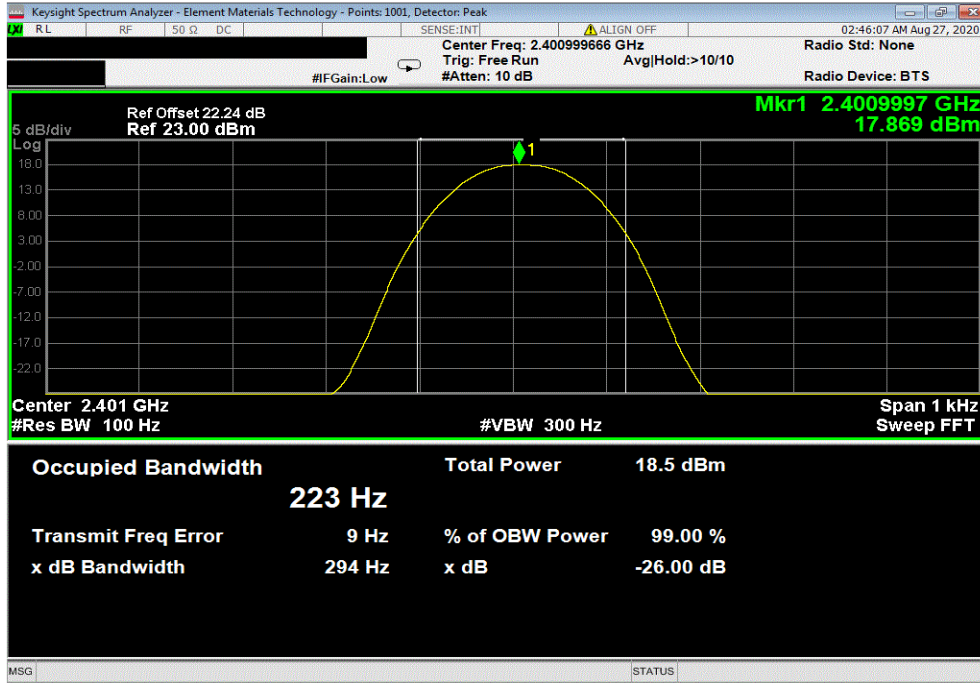 Keysight Spectrum Analyzer - Element Materials Technology - Points: 1001, Detector: Peak
LXI RL RF 50 Ω DC SENSE:INT ALIGN OFF 02:46:07 AM Aug 27, 2020
Center Freq: 2.400999666 GHz Radio Std: None
Trig: Free Run Avg|Hold:>10/10
#IFGain:Low #Atten: 10 dB Radio Device: BTS
Mkr1 2.4009997 GHz
17.869 dBm
Ref Offset 22.24 dB
5 dB/div Ref 23.00 dBm
Log
1
18.0
13.0
8.00
3.00
-2.00
-7.00
-12.0
-17.0
-22.0
Center 2.401 GHz Span 1 kHz
#Res BW 100 Hz #VBW 300 Hz Sweep FFT
Occupied Bandwidth Total Power 18.5 dBm
223 Hz
Transmit Freq Error 9 Hz % of OBW Power 99.00 %
x dB Bandwidth 294 Hz x dB -26.00 dB
MSG STATUS